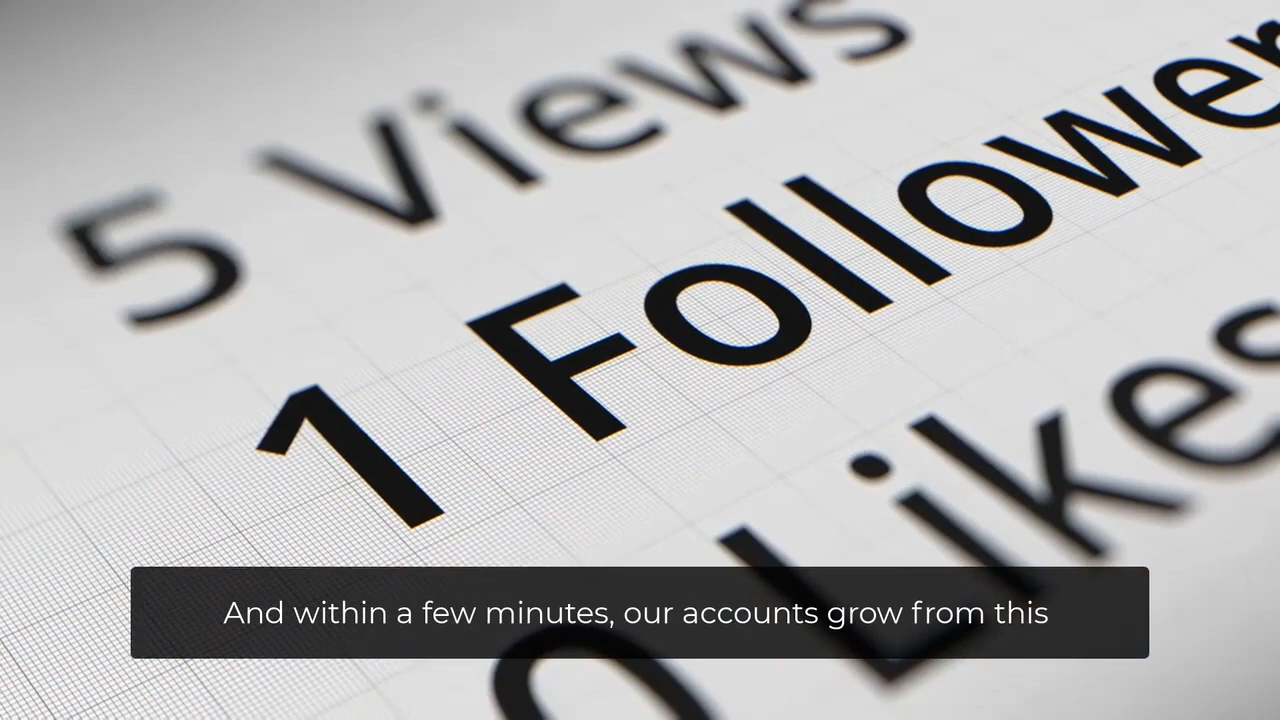 5 Views
1 Follower
0 Likes
And within a few minutes, our accounts grow from this